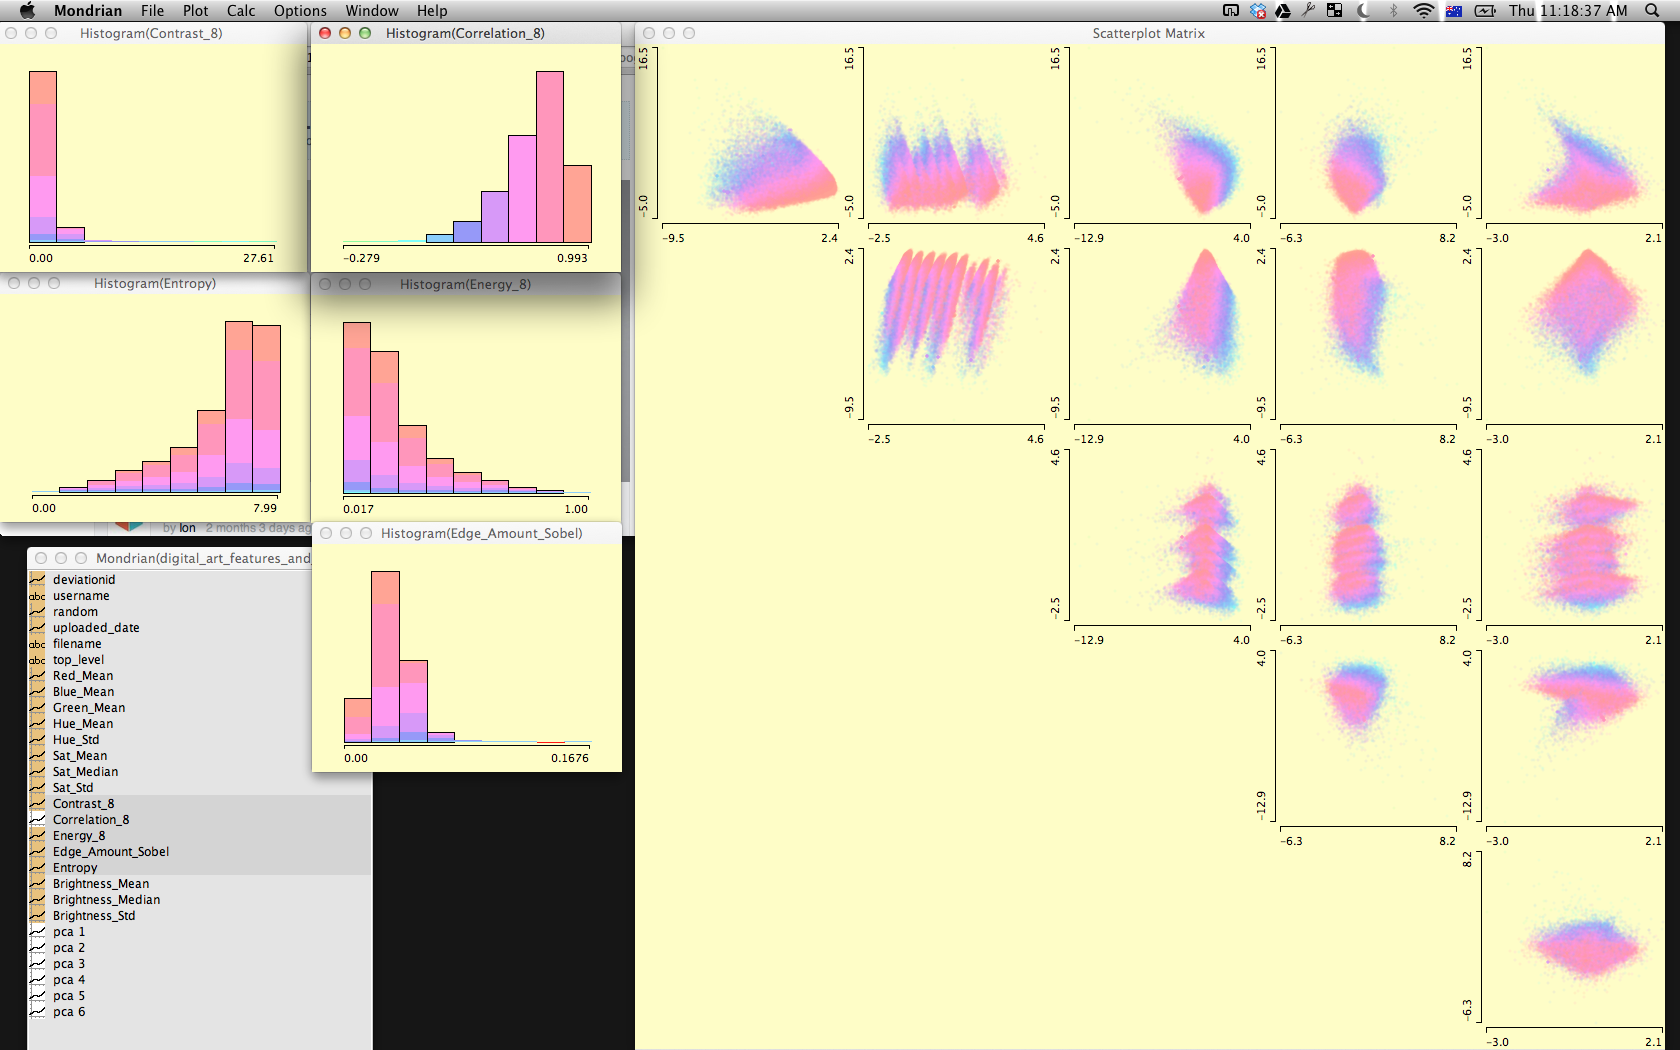 Mondrian File Plot Calc Options Window Help
Thu 11:18:37 AM
Histogram(Contrast_8)
0.00 27.61
Histogram(Correlation_8)
-0.279 0.993
Histogram(Entropy)
0.00 7.99
Histogram(Energy_8)
0.017 1.00
by lon 2 months 3 days ag
Histogram(Edge_Amount_Sobel)
0.00 0.1676
Mondrian(digital_art_features_and_
deviationid
abc username
random
uploaded_date
abc filename
abc top_level
Red_Mean
Blue_Mean
Green_Mean
Hue_Mean
Hue_Std
Sat_Mean
Sat_Median
Sat_Std
Contrast_8
Correlation_8
Energy_8
Edge_Amount_Sobel
Entropy
Brightness_Mean
Brightness_Median
Brightness_Std
pca 1
pca 2
pca 3
pca 4
pca 5
pca 6
Scatterplot Matrix
16.5 16.5 16.5 16.5 16.5
-5.0 -5.0 -5.0 -5.0 -5.0
-9.5 2.4 -2.5 4.6 -12.9 4.0 -6.3 8.2 -3.0 2.1
2.4 2.4 2.4 2.4
-9.5 -9.5 -9.5 -9.5
-2.5 4.6 -12.9 4.0 -6.3 8.2 -3.0 2.1
4.6 4.6 4.6
-2.5 -2.5 -2.5
-12.9 4.0 -6.3 8.2 -3.0 2.1
4.0 4.0
-12.9 -12.9
-6.3 8.2 -3.0 2.1
8.2
-6.3
-3.0 2.1